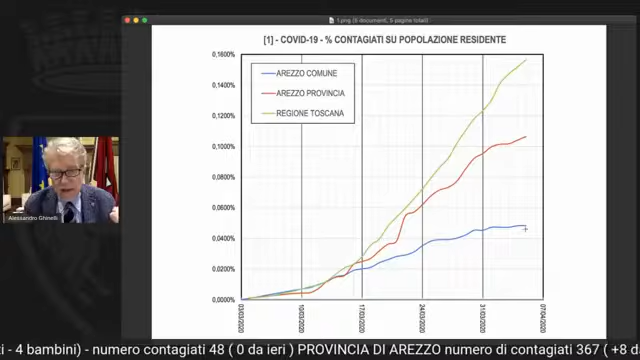 1.png (6 documenti, 5 pagine totali)
[1] - COVID-19 - % CONTAGIATI SU POPOLAZIONE RESIDENTE
0,1600%
0,1400%
0,1200%
0,1000%
0,0800%
0,0600%
0,0400%
0,0200%
0,0000%
AREZZO COMUNE
AREZZO PROVINCIA
REGIONE TOSCANA
03/03/2020
10/03/2020
17/03/2020
24/03/2020
31/03/2020
07/04/2020
Alessandro Ghinelli
ti - 4 bambini) - numero contagiati 48 ( 0 da ieri ) PROVINCIA DI AREZZO numero di contagiati 367 ( +8 d